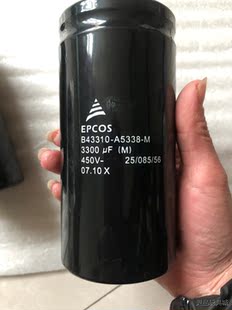 EPCOS
B43310-A5338-M
3300 µF (M)
450V- 25/085/56
07.10 X